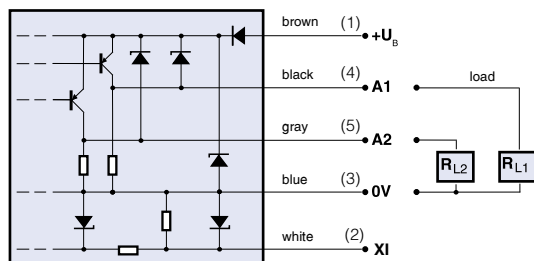 brown (1) +UB
black (4) A1 load
gray (5) A2
RL2 RL1
blue (3) 0V
white (2) XI